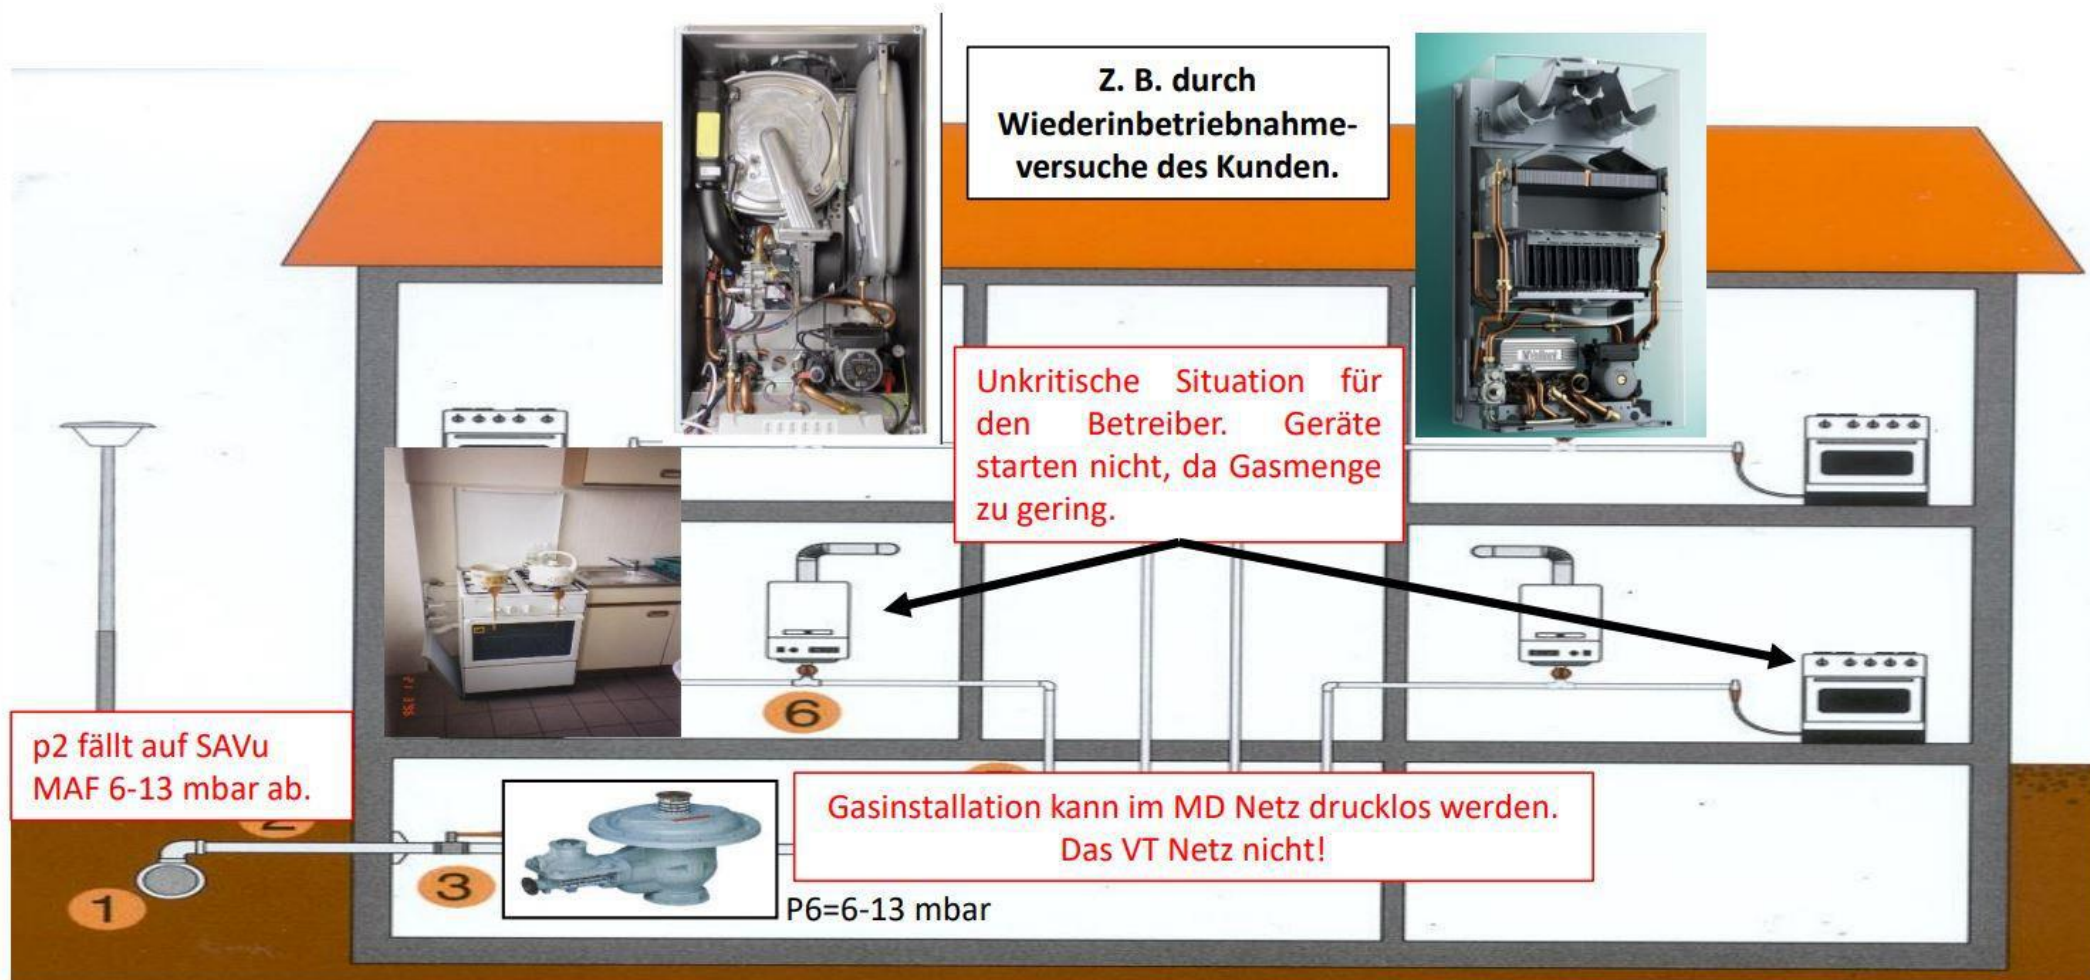 Z. B. durch
Wiederinbetriebnahme-
versuche des Kunden.
Unkritische Situation für
den Betreiber. Geräte
starten nicht, da Gasmenge
zu gering.
6
p2 fällt auf SAVu
MAF 6-13 mbar ab.
Gasinstallation kann im MD Netz drucklos werden.
Das VT Netz nicht!
2
1
3
P6=6-13 mbar